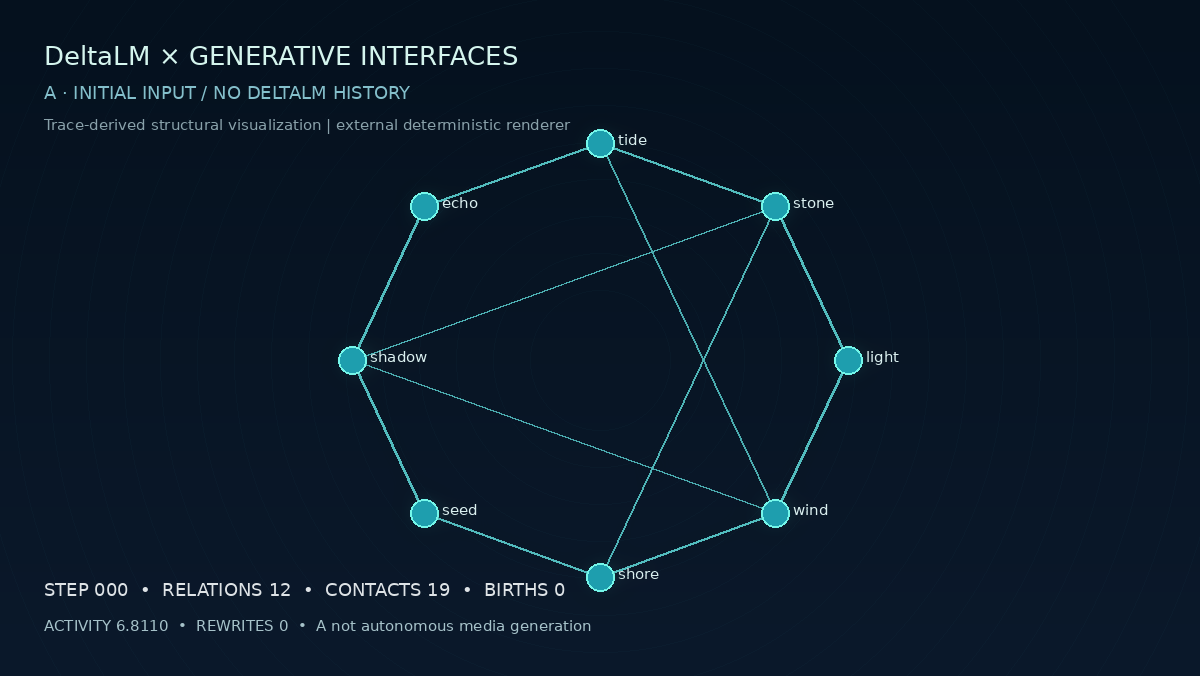 DeltaLM × GENERATIVE INTERFACES
A · INITIAL INPUT / NO DELTALM HISTORY
Trace-derived structural visualization | external deterministic renderer
tide
echo
stone
shadow
light
seed
wind
shore
STEP 000 • RELATIONS 12 • CONTACTS 19 • BIRTHS 0
ACTIVITY 6.8110 • REWRITES 0 • A not autonomous media generation